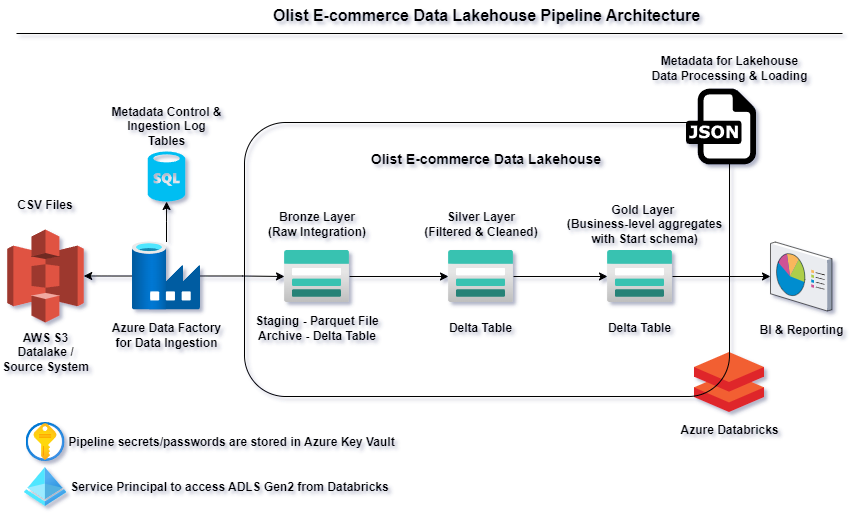 Olist E-commerce Data Lakehouse Pipeline Architecture
Metadata for Lakehouse
Data Processing & Loading
JSON
Metadata Control &
Ingestion Log
Tables
SQL
Olist E-commerce Data Lakehouse
CSV Files
Bronze Layer
(Raw Integration)
Silver Layer
(Filtered & Cleaned)
Gold Layer
(Business-level aggregates
with Start schema)
AWS S3
Datalake /
Source System
Azure Data Factory
for Data Ingestion
Staging - Parquet File
Archive - Delta Table
Delta Table
Delta Table
BI & Reporting
Azure Databricks
Pipeline secrets/passwords are stored in Azure Key Vault
Service Principal to access ADLS Gen2 from Databricks